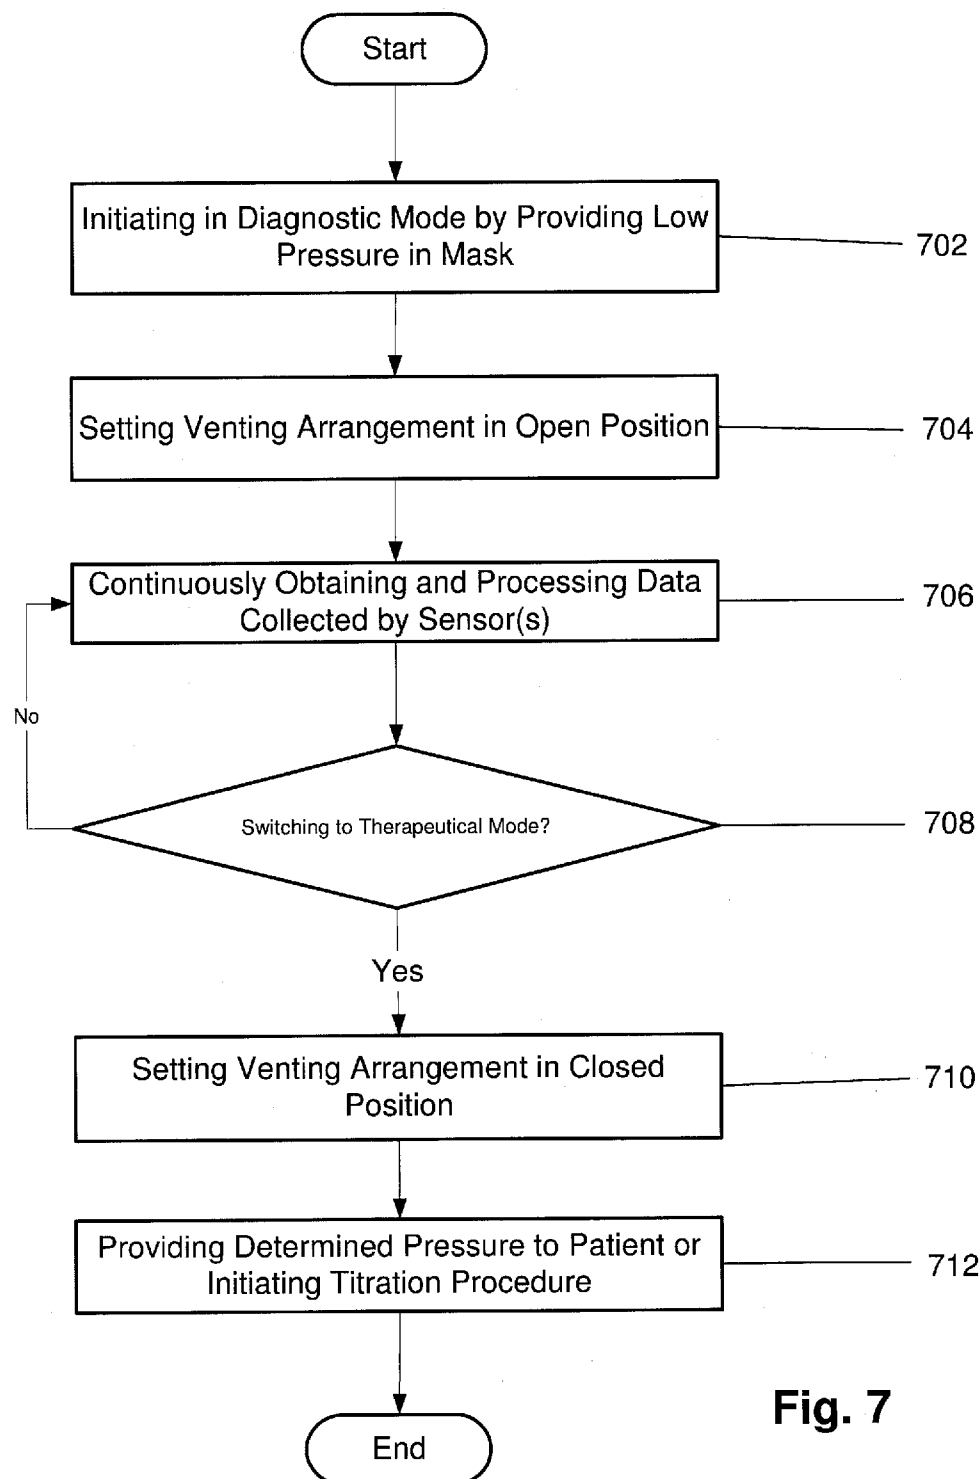 Start
Initiating in Diagnostic Mode by Providing Low
Pressure in Mask
702
Setting Venting Arrangement in Open Position
704
Continuously Obtaining and Processing Data
Collected by Sensor(s)
706
No
Switching to Therapeutical Mode?
708
Yes
Setting Venting Arrangement in Closed
Position
710
Providing Determined Pressure to Patient or
Initiating Titration Procedure
712
End
Fig. 7